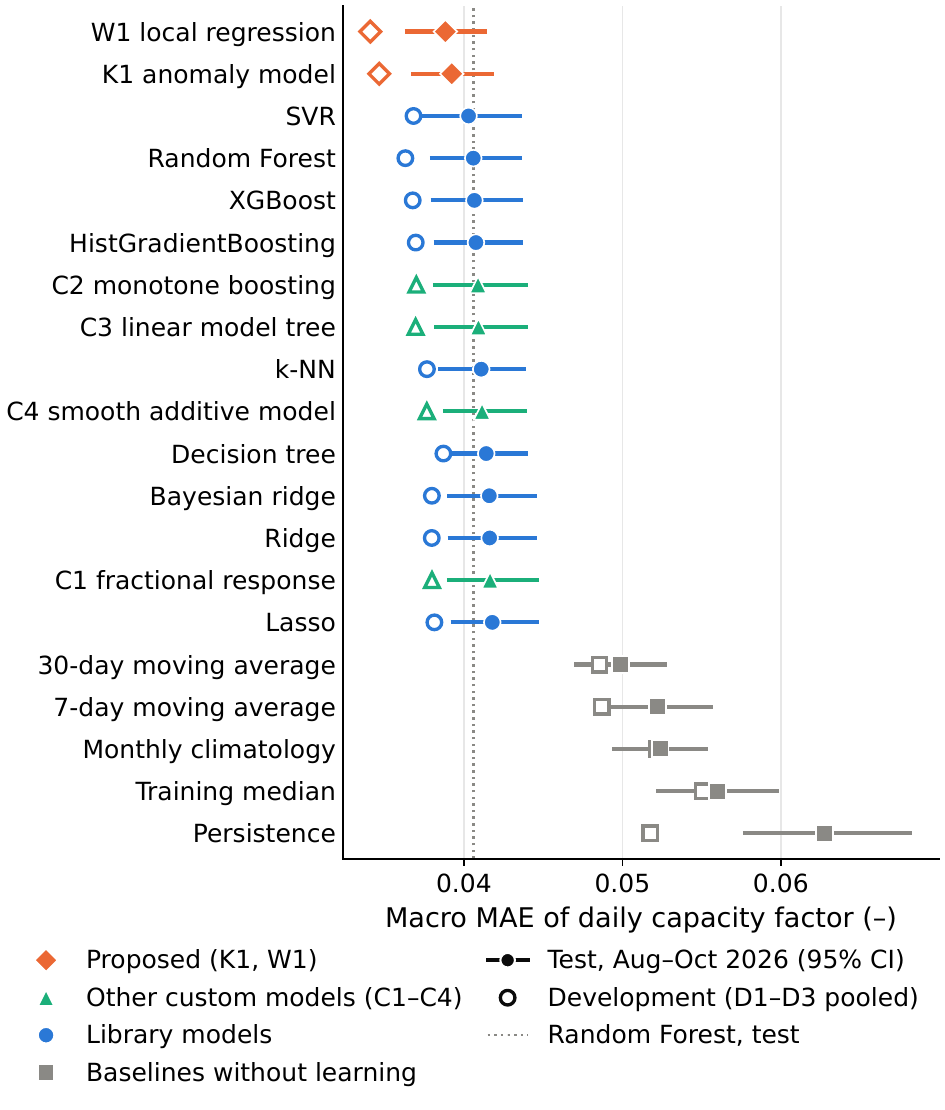 W1 local regression
K1 anomaly model
SVR
Random Forest
XGBoost
HistGradientBoosting
C2 monotone boosting
C3 linear model tree
k-NN
C4 smooth additive model
Decision tree
Bayesian ridge
Ridge
C1 fractional response
Lasso
30-day moving average
7-day moving average
Monthly climatology
Training median
Persistence
0.04 0.05 0.06
Macro MAE of daily capacity factor (–)
Proposed (K1, W1)
Other custom models (C1–C4)
Library models
Baselines without learning
Test, Aug–Oct 2026 (95% CI)
Development (D1–D3 pooled)
Random Forest, test